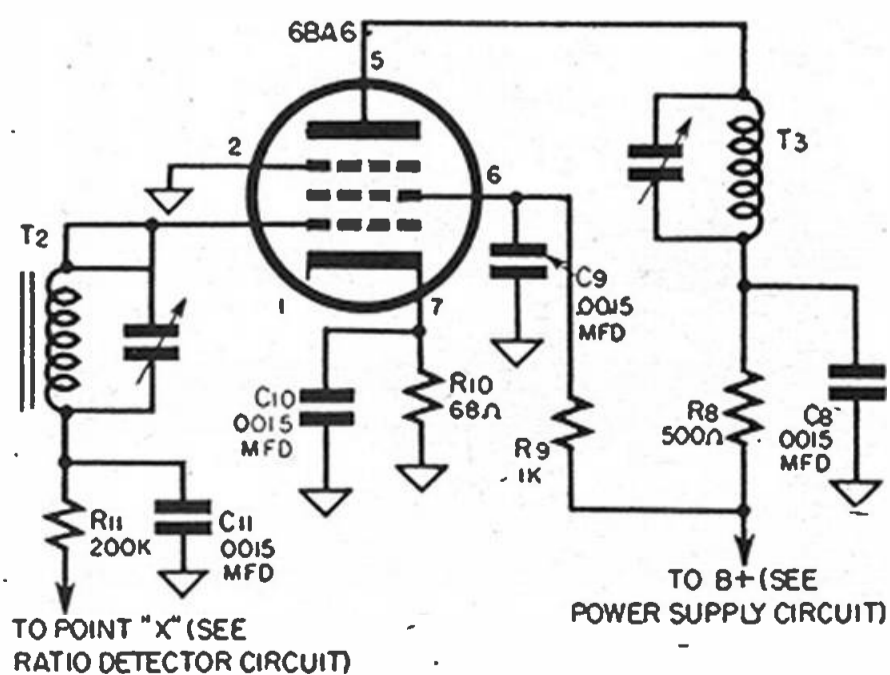 6BA6
5
2
6
T3
T2
C9
.0015
MFD
1
7
C10
0015
MFD
R10
68Ω
R9
1K
R8
500Ω
C8
0015
MFD
R11
200K
C11
0015
MFD
TO B+(SEE
POWER SUPPLY CIRCUIT)
TO POINT "X" (SEE
RATIO DETECTOR CIRCUIT)